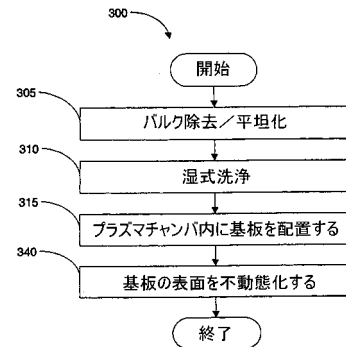 300
開始
305
バルク除去/平坦化
310
湿式洗浄
315
プラズマチャンバ内に基板を配置する
340
基板の表面を不動態化する
終了